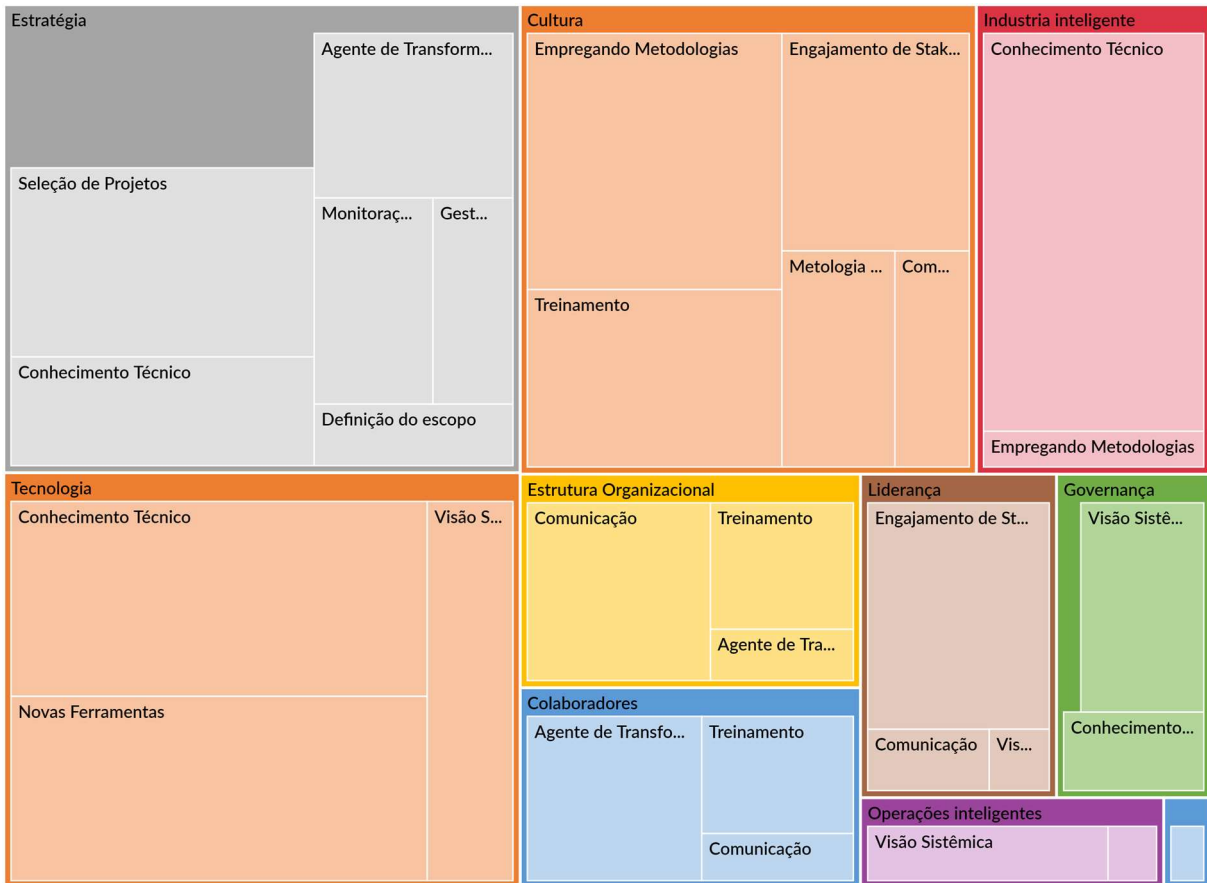 Estratégia
Agente de Transform...
Seleção de Projetos
Monitoraç...
Gest...
Conhecimento Técnico
Definição do escopo
Cultura
Empregando Metodologias
Engajamento de Stak...
Treinamento
Metologia ...
Com...
Industria inteligente
Conhecimento Técnico
Empregando Metodologias
Tecnologia
Conhecimento Técnico
Visão S...
Novas Ferramentas
Estrutura Organizacional
Comunicação
Treinamento
Agente de Tra...
Colaboradores
Agente de Transfo...
Treinamento
Comunicação
Liderança
Engajamento de St...
Comunicação
Vis...
Governança
Visão Sistê...
Conhecimento...
Operações inteligentes
Visão Sistêmica